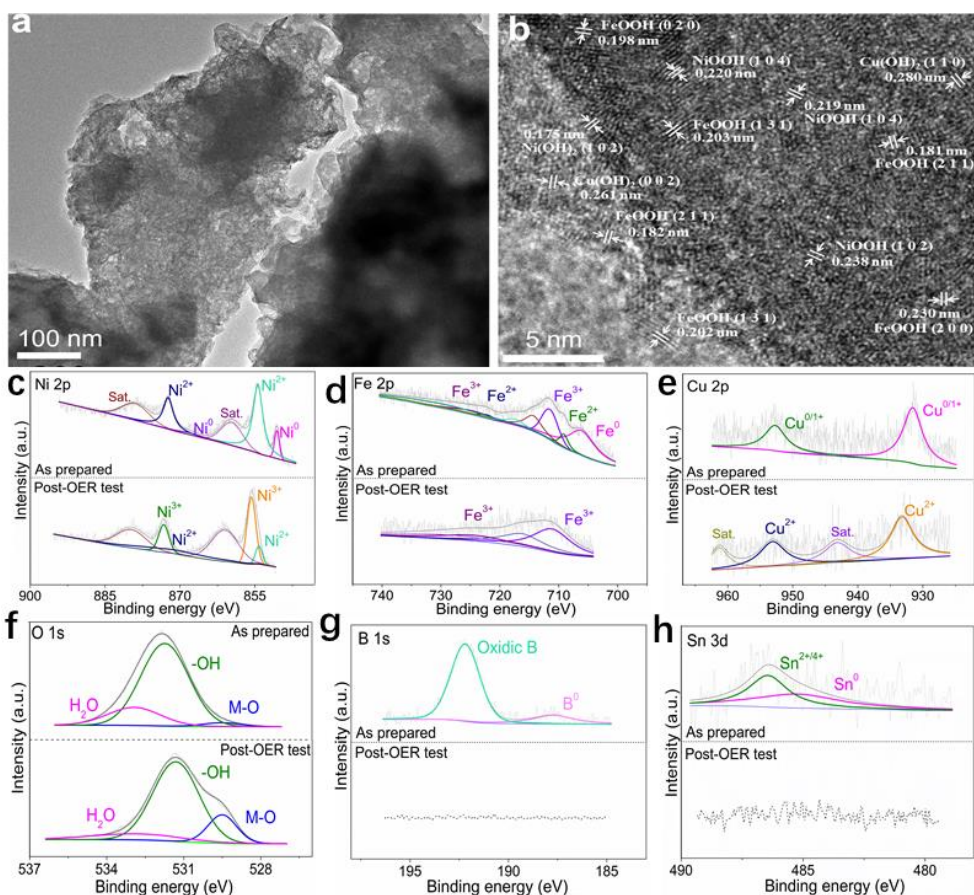 a
100 nm
b
FeOOH (0 2 0)
0.198 nm
NiOOH (1 0 4)
0.220 nm
Cu(OH)₂ (1 1 0)
0.280 nm
0.219 nm
NiOOH (1 0 4)
0.175 nm
Ni(OH)₂ (1 0 2)
FeOOH (1 3 1)
0.203 nm
0.181 nm
FeOOH (2 1 1)
Cu(OH)₂ (0 0 2)
0.261 nm
FeOOH (2 1 1)
0.182 nm
NiOOH (1 0 2)
0.238 nm
0.230 nm
FeOOH (2 0 0)
FeOOH (1 3 1)
0.202 nm
5 nm
c
Ni 2p
Sat.
Ni²⁺
Ni⁰
Sat.
Ni²⁺
Ni⁰
As prepared
Post-OER test
Ni³⁺
Ni²⁺
Ni³⁺
Ni²⁺
Intensity (a.u.)
900 885 870 855
Binding energy (eV)
d
Fe 2p
Fe³⁺
Fe²⁺
Fe³⁺
Fe²⁺
Fe⁰
As prepared
Post-OER test
Fe³⁺
Fe³⁺
Intensity (a.u.)
740 730 720 710 700
Binding energy (eV)
e
Cu 2p
Cu⁰/¹⁺
Cu⁰/¹⁺
As prepared
Post-OER test
Sat.
Cu²⁺
Sat.
Cu²⁺
Intensity (a.u.)
960 950 940 930
Binding energy (eV)
f
O 1s
As prepared
-OH
H₂O
M-O
Post-OER test
-OH
H₂O
M-O
Intensity (a.u.)
537 534 531 528
Binding energy (eV)
g
B 1s
Oxidic B
B⁰
As prepared
Post-OER test
Intensity (a.u.)
195 190 185
Binding energy (eV)
h
Sn 3d
Sn²⁺/⁴⁺
Sn⁰
As prepared
Post-OER test
Intensity (a.u.)
490 485 480
Binding energy (eV)